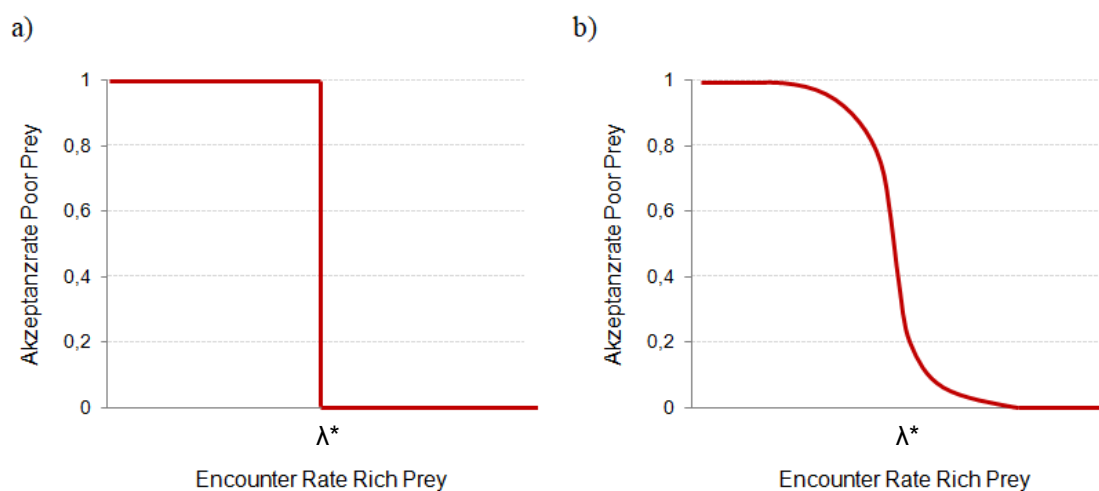 a)
1
0,8
0,6
0,4
0,2
0
Akzeptanzrate Poor Prey
λ*
Encounter Rate Rich Prey
b)
1
0,8
0,6
0,4
0,2
0
Akzeptanzrate Poor Prey
λ*
Encounter Rate Rich Prey